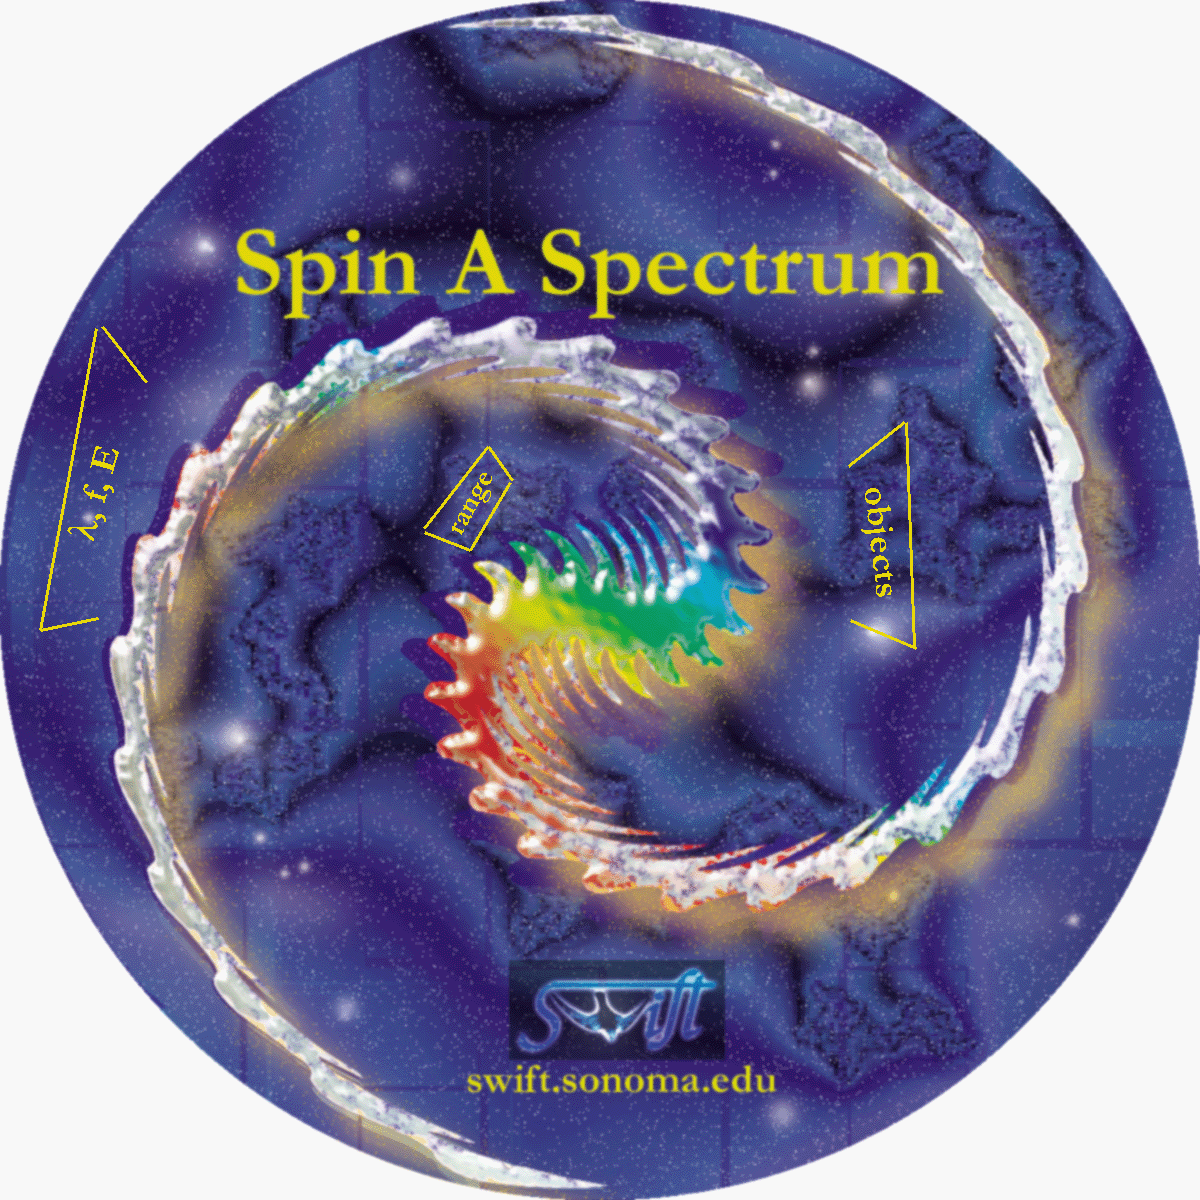 Spin A Spectrum
λ, f, E
range
objects
Swift
swift.sonoma.edu